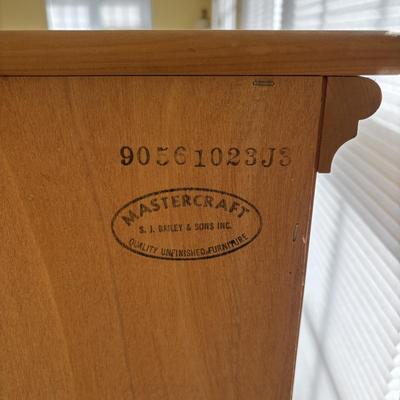 90561023J3
MASTERCRAFT
S. J. BAILEY & SONS INC.
QUALITY UNFINISHED FURNITURE